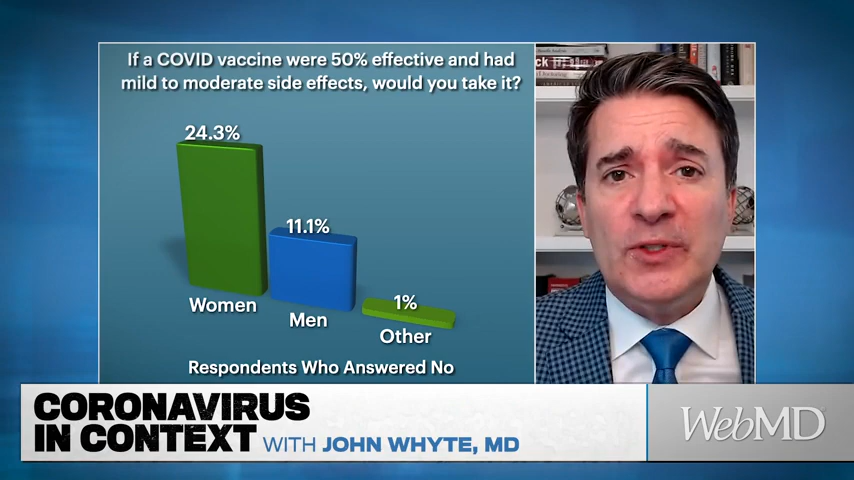 If a COVID vaccine were 50% effective and had
mild to moderate side effects, would you take it?
24.3%
11.1%
1%
Women
Men
Other
Respondents Who Answered No
CORONAVIRUS
IN CONTEXT WITH JOHN WHYTE, MD
WebMD